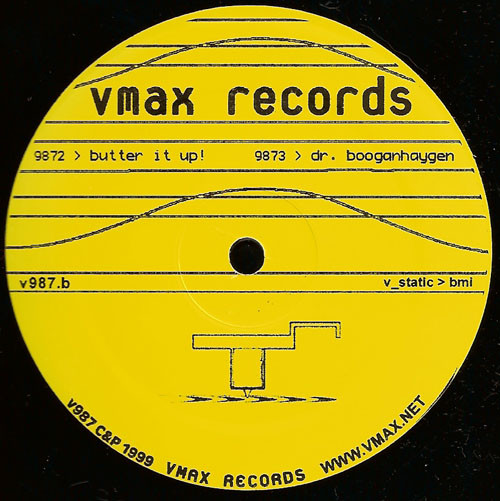 vmax records
9872 > butter it up! 9873 > dr. booganhaygen
v987.b v_static > bmi
v987 C&P 1999 VMAX RECORDS WWW.VMAX.NET